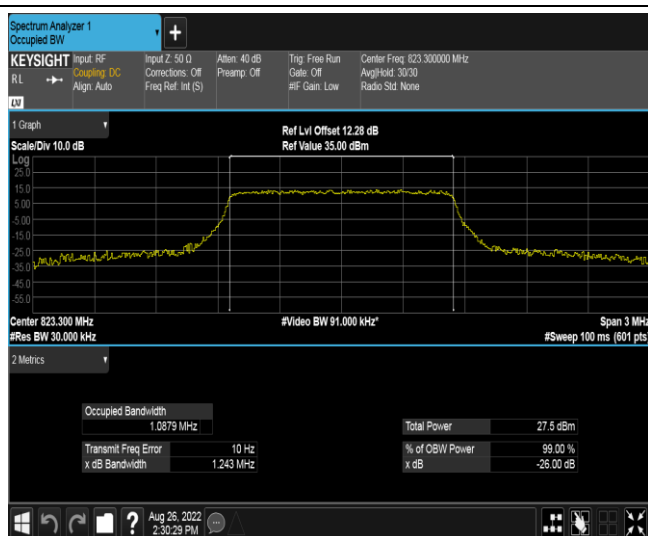 Spectrum Analyzer 1
Occupied BW
+
KEYSIGHT Input: RF Input Z: 50 Ω Atten: 40 dB Trig: Free Run Center Freq: 823.300000 MHz
RL Coupling: DC Corrections: Off Preamp: Off Gate: Off Avg|Hold: 30/30
Align: Auto Freq Ref: Int (S) #IF Gain: Low Radio Std: None
LXI
1 Graph Ref Lvl Offset 12.28 dB
Scale/Div 10.0 dB Ref Value 35.00 dBm
Log
25.0
15.0
5.00
-5.00
-15.0
-25.0
-35.0
-45.0
-55.0
Center 823.300 MHz #Video BW 91.000 kHz* Span 3 MHz
#Res BW 30.000 kHz #Sweep 100 ms (601 pts)
2 Metrics
Occupied Bandwidth
1.0879 MHz Total Power 27.5 dBm
Transmit Freq Error 10 Hz % of OBW Power 99.00 %
x dB Bandwidth 1.243 MHz x dB -26.00 dB
? Aug 26, 2022
2:30:29 PM